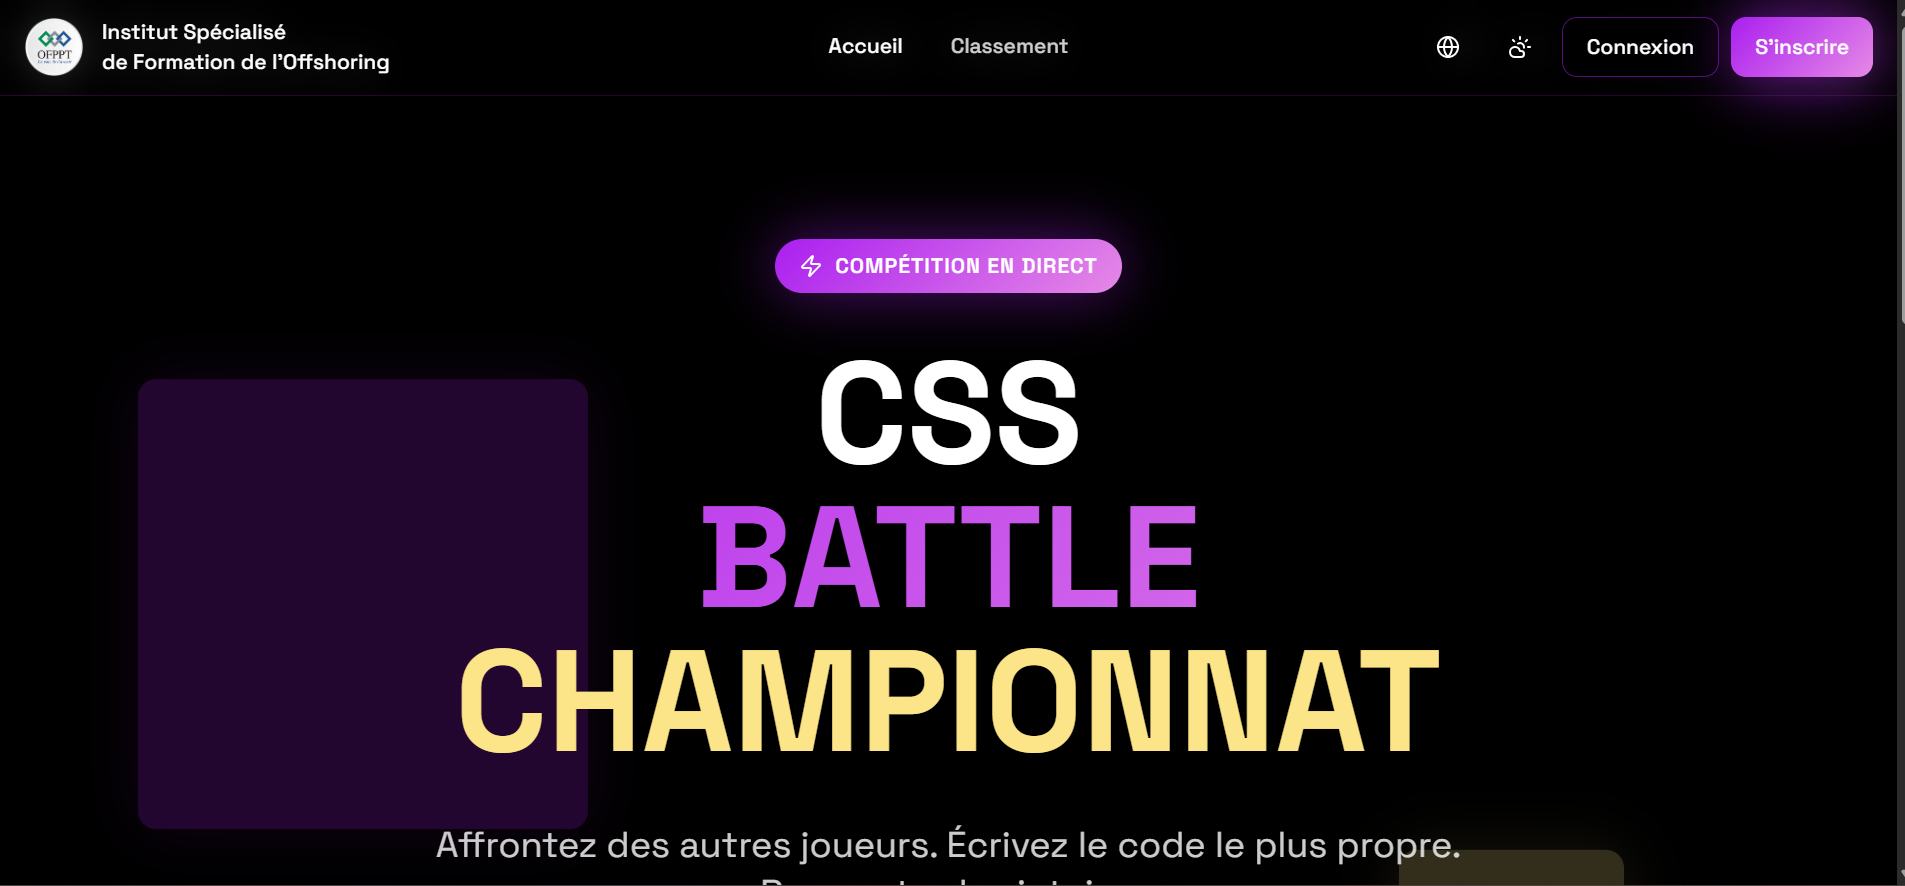 OFPPT
Institut Spécialisé
de Formation de l'Offshoring
Accueil
Classement
Connexion
S'inscrire
COMPÉTITION EN DIRECT
CSS
BATTLE
CHAMPIONNAT
Affrontez des autres joueurs. Écrivez le code le plus propre.